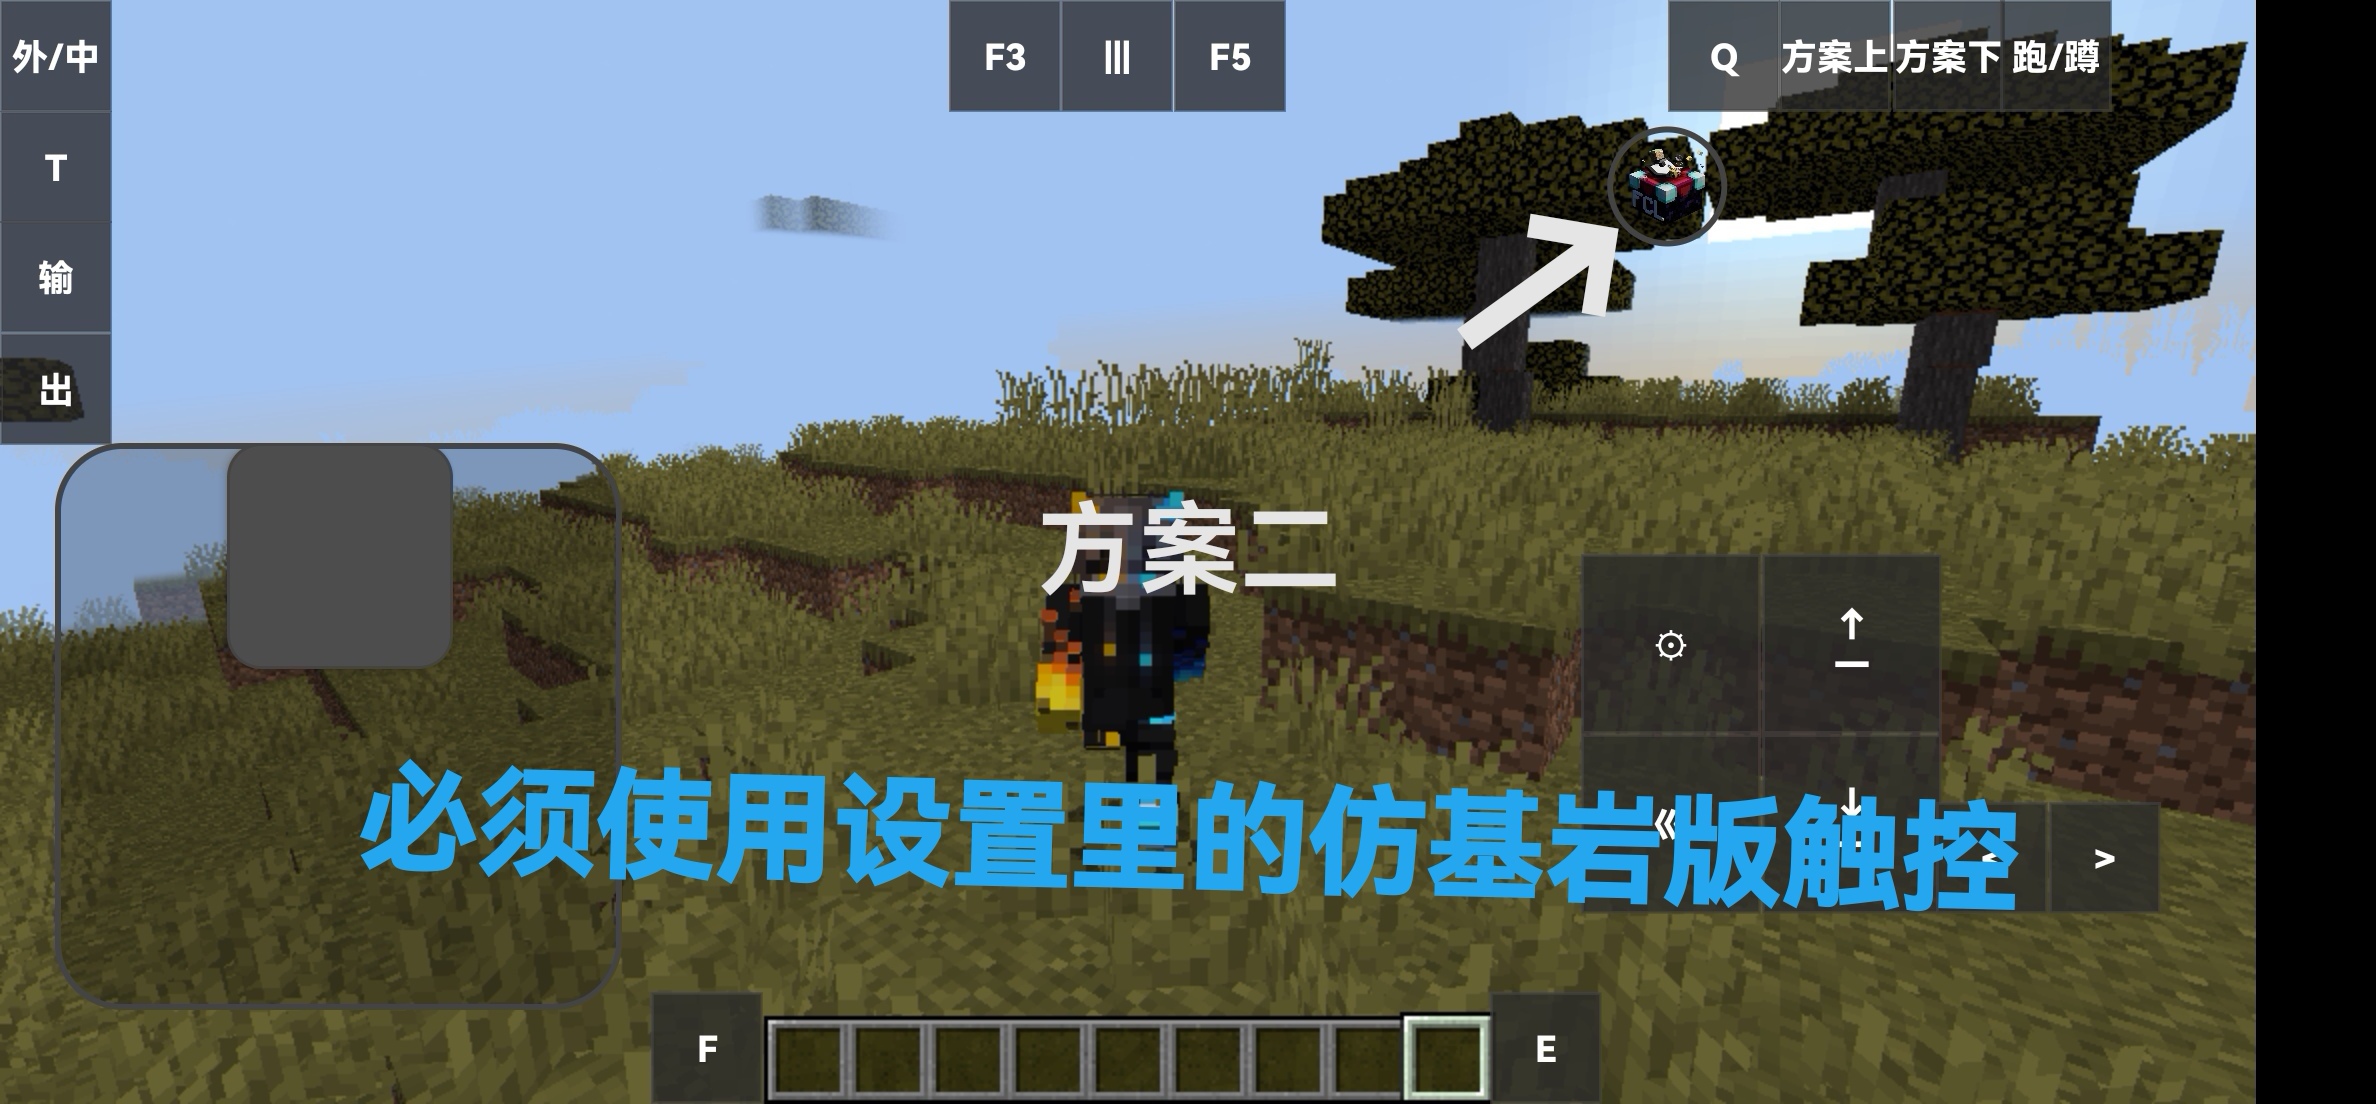 外/中
F3
F5
Q
方案上
方案下
跑/蹲
T
FCL
输
出
方案二
必须使用设置里的仿基岩版触控
<
>
F
E